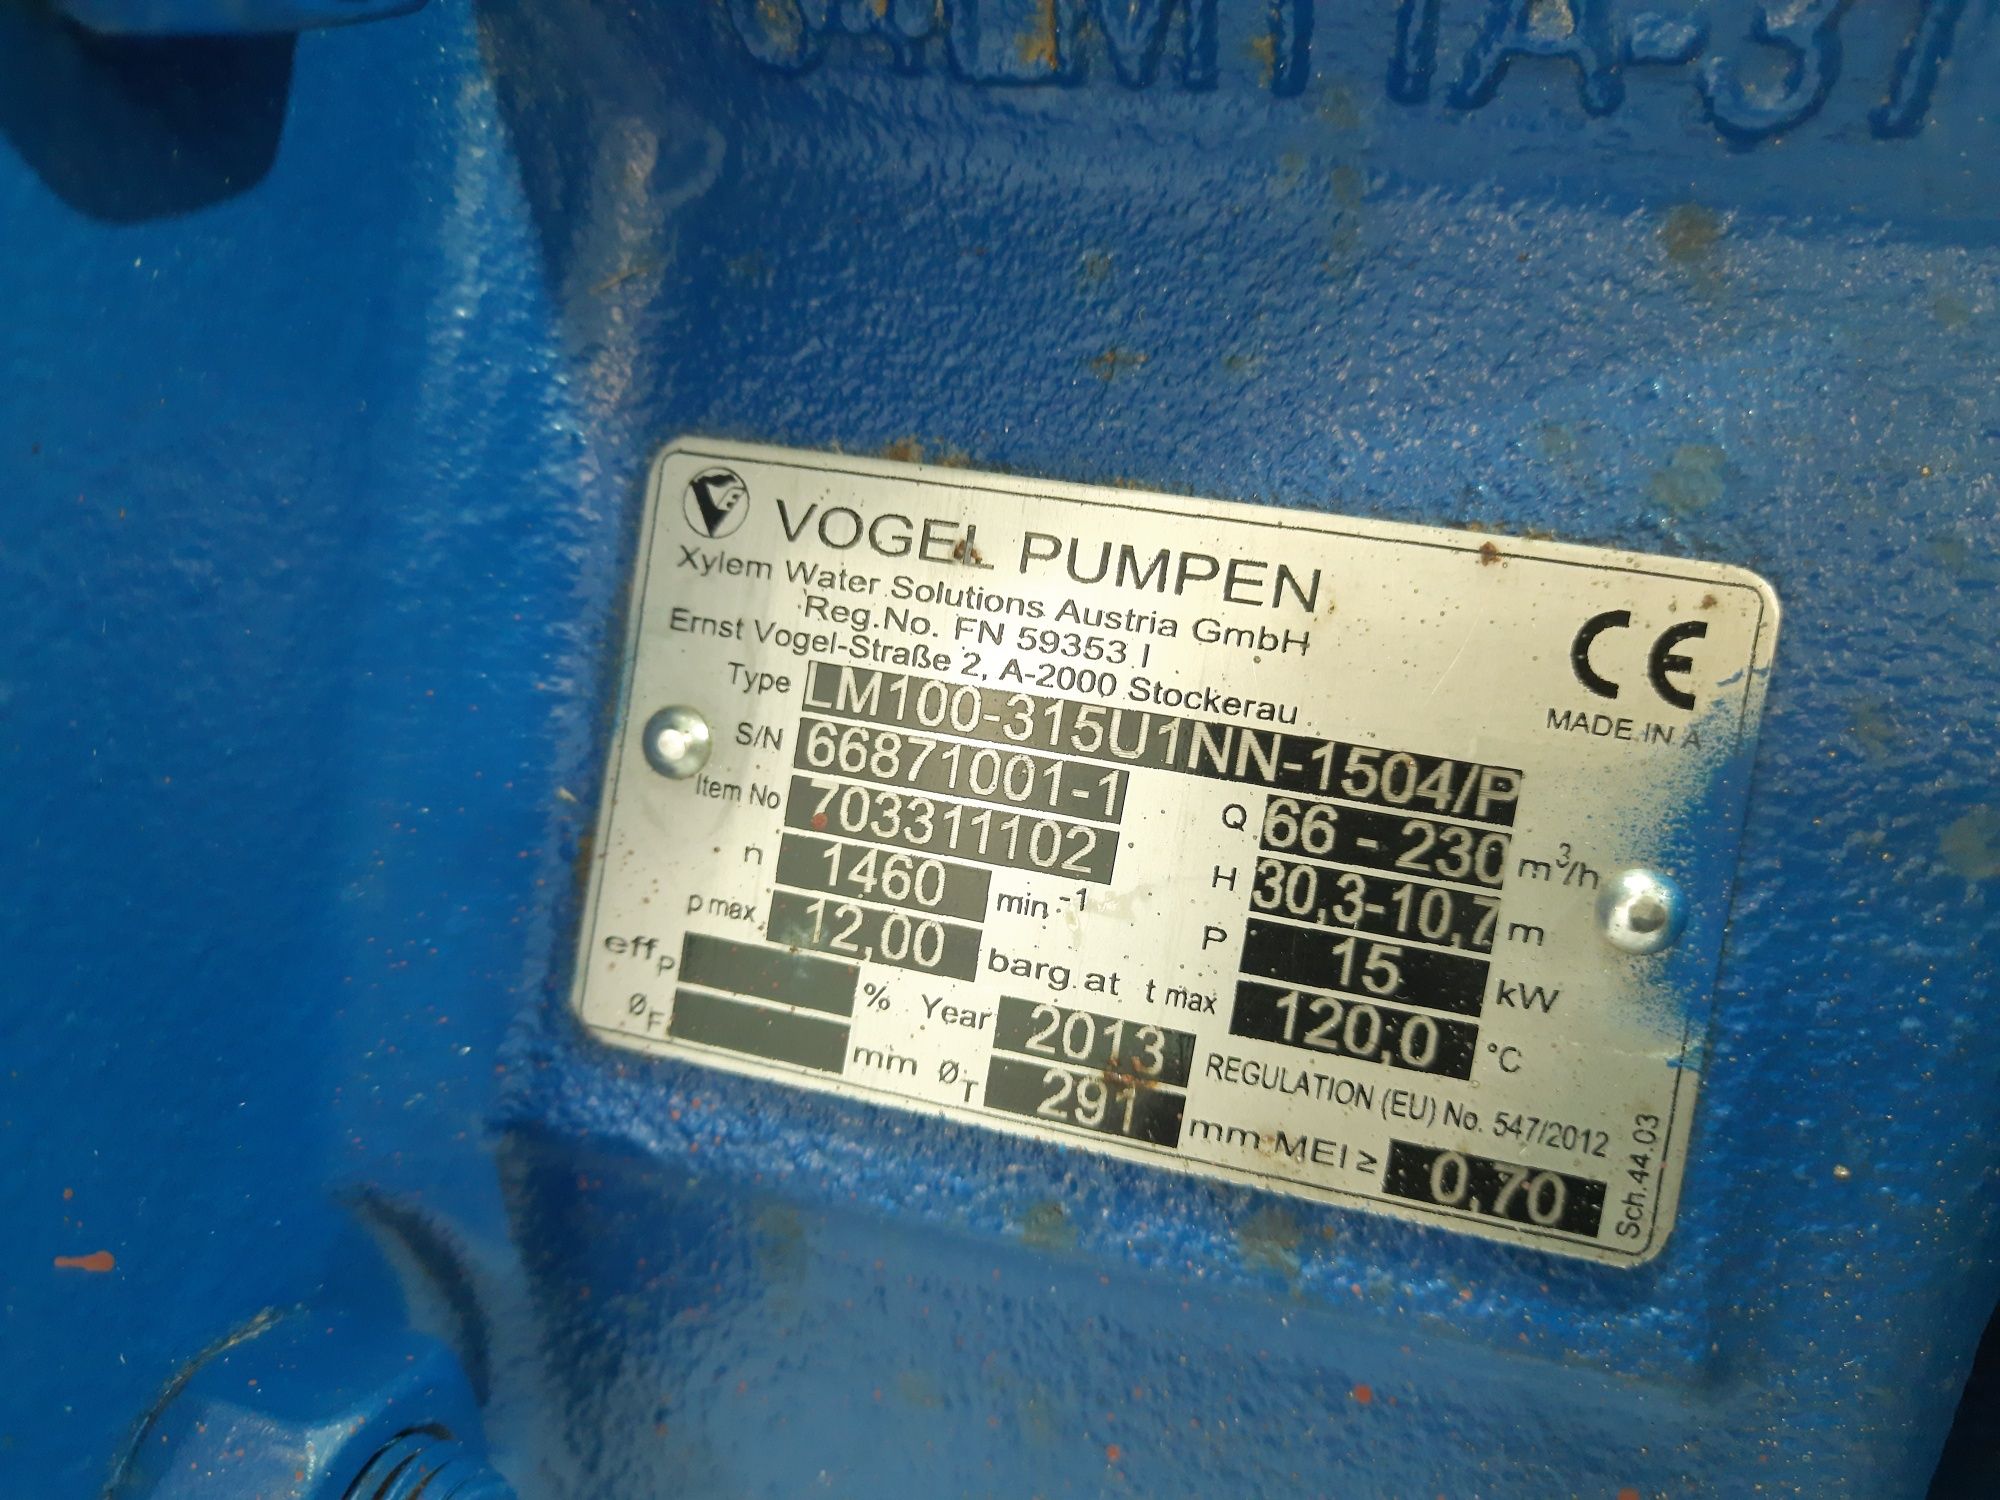 VOGEL PUMPEN
Xylem Water Solutions Austria GmbH
Reg.No. FN 59353 I
Ernst Vogel-Straße 2, A-2000 Stockerau
CE
MADE IN A
Type LM100-315U1NN-1504/P
S/N 66871001-1 Q 66 - 230 m³/h
Item No 703311102 H 30,3-10,7 m
n 1460 min-1 P 15 kW
p max 12,00 barg at t max 120,0 °C
effP % Year 2013 REGULATION (EU) No. 547/2012
ØF mm ØT 291 mm MEI ≥ 0,70
Sch.44.03